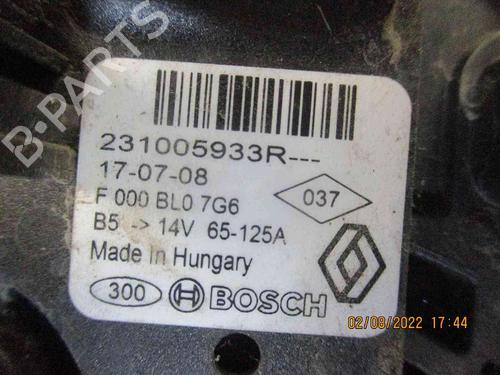 B-PARTS
231005933R---
17-07-08
F 000 BL0 7G6
037
B5 -> 14V 65-125A
Made in Hungary
300 BOSCH
02/08/2022 17:44